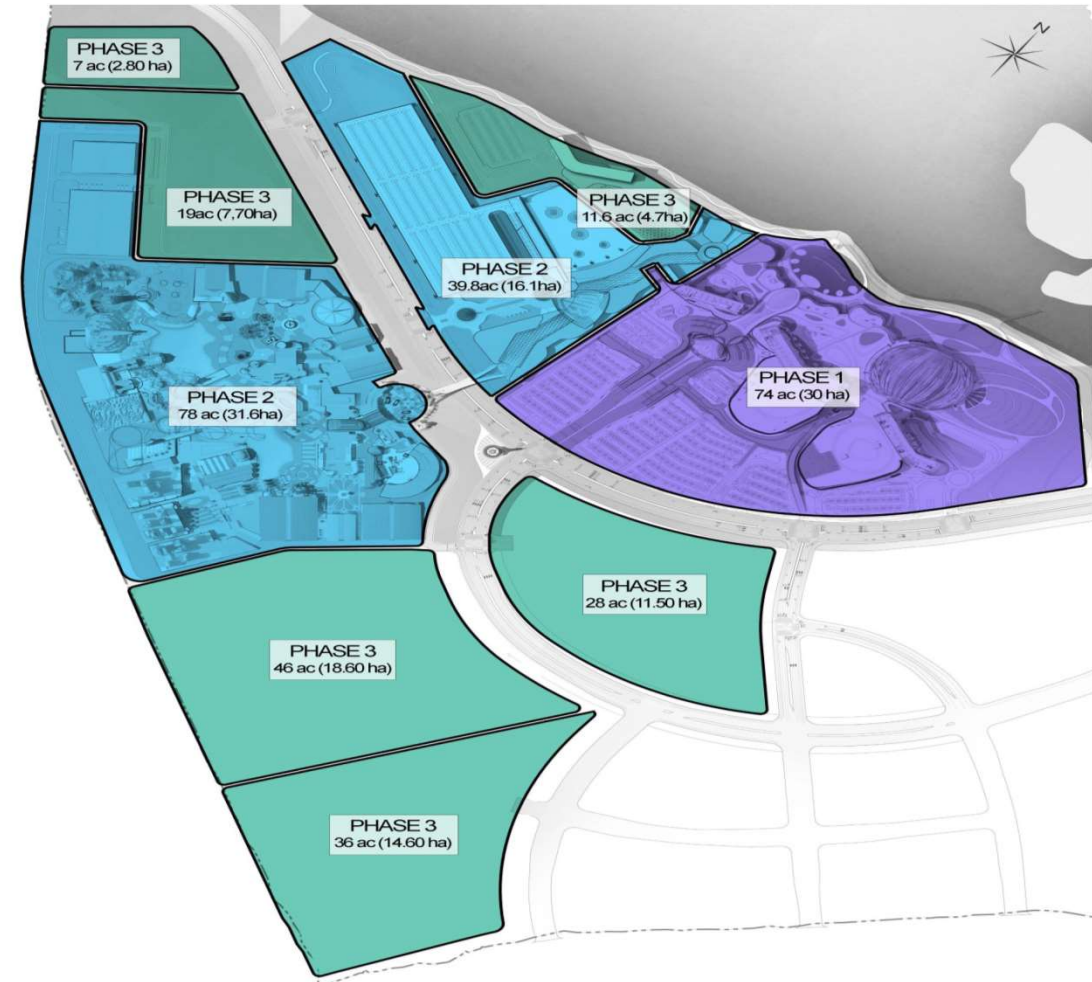 PHASE 3
7 ac (2.80 ha)
N
PHASE 3
19ac (7,70ha)
PHASE 3
11.6 ac (4.7ha)
PHASE 2
39.8ac (16.1ha)
PHASE 2
78 ac (31.6ha)
PHASE 1
74 ac (30 ha)
PHASE 3
28 ac (11.50 ha)
PHASE 3
46 ac (18.60 ha)
PHASE 3
36 ac (14.60 ha)